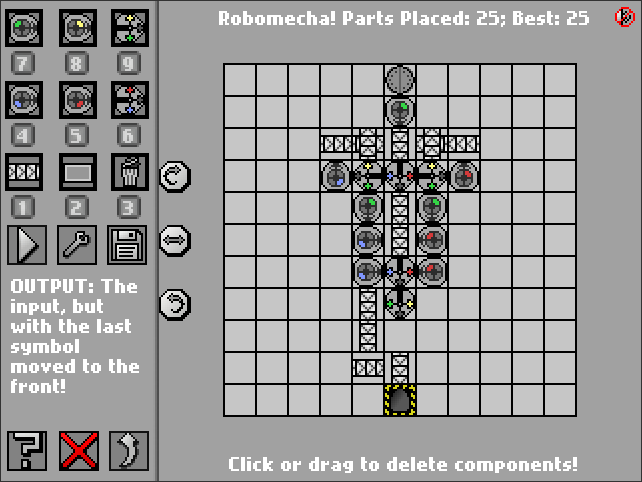 Robomecha! Parts Placed: 25; Best: 25
7 8 9
4 5 6
1 2 3
OUTPUT: The
input, but
with the last
symbol
moved to the
front!
?
Click or drag to delete components!